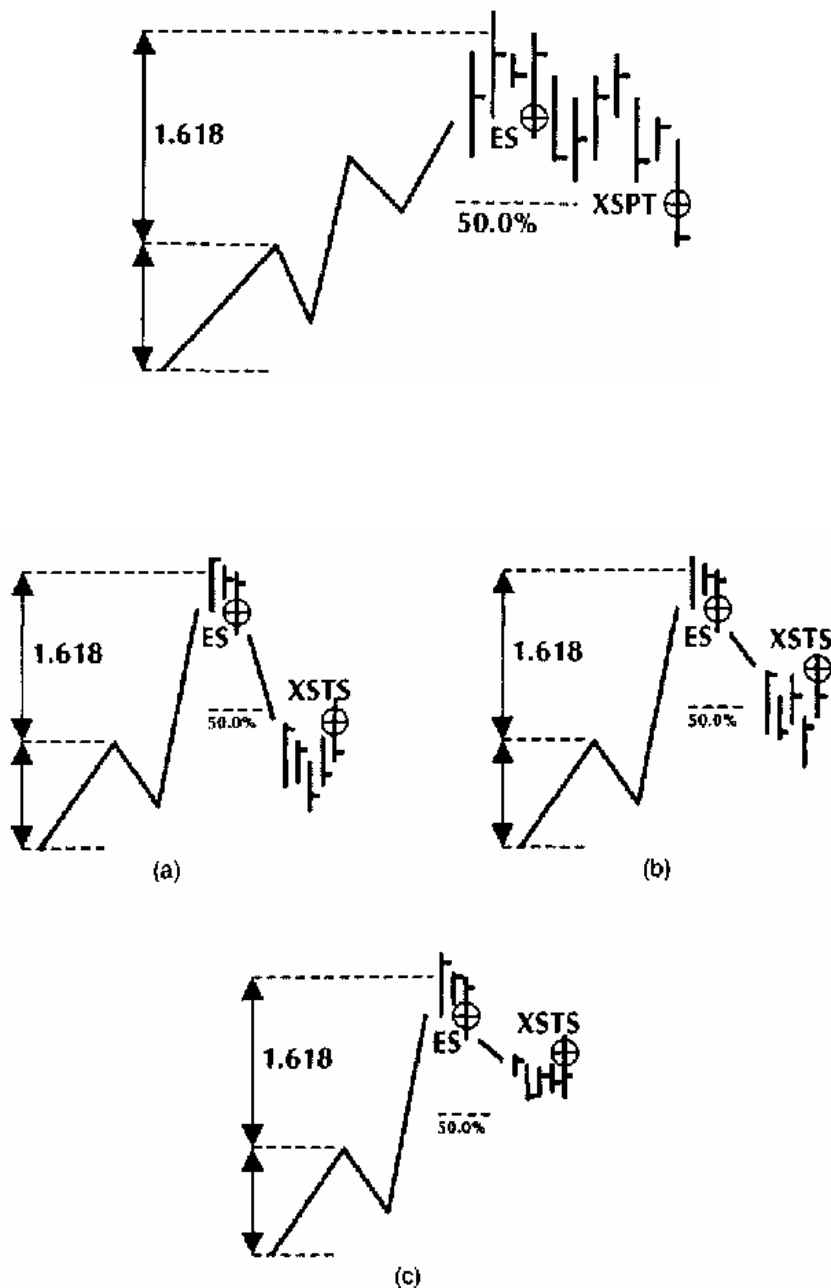 1.618
ES
XSPT
50.0%
ES
XSTS
1.618
50.0%
(a)
ES
XSTS
1.618
50.0%
(b)
ES
XSTS
1.618
50.0%
(c)